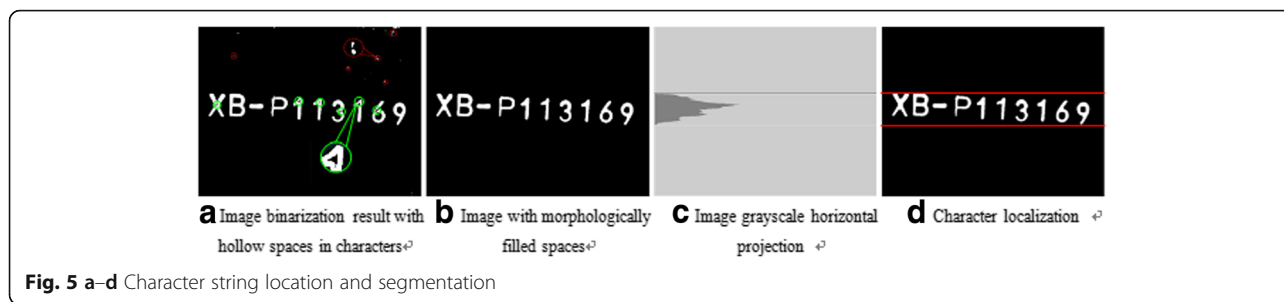 XB-P113169
XB-P113169
XB-P113169
a Image binarization result with
hollow spaces in characters↵
b Image with morphologically
filled spaces↵
c Image grayscale horizontal
projection ↵
d Character localization ↵
Fig. 5 a–d Character string location and segmentation